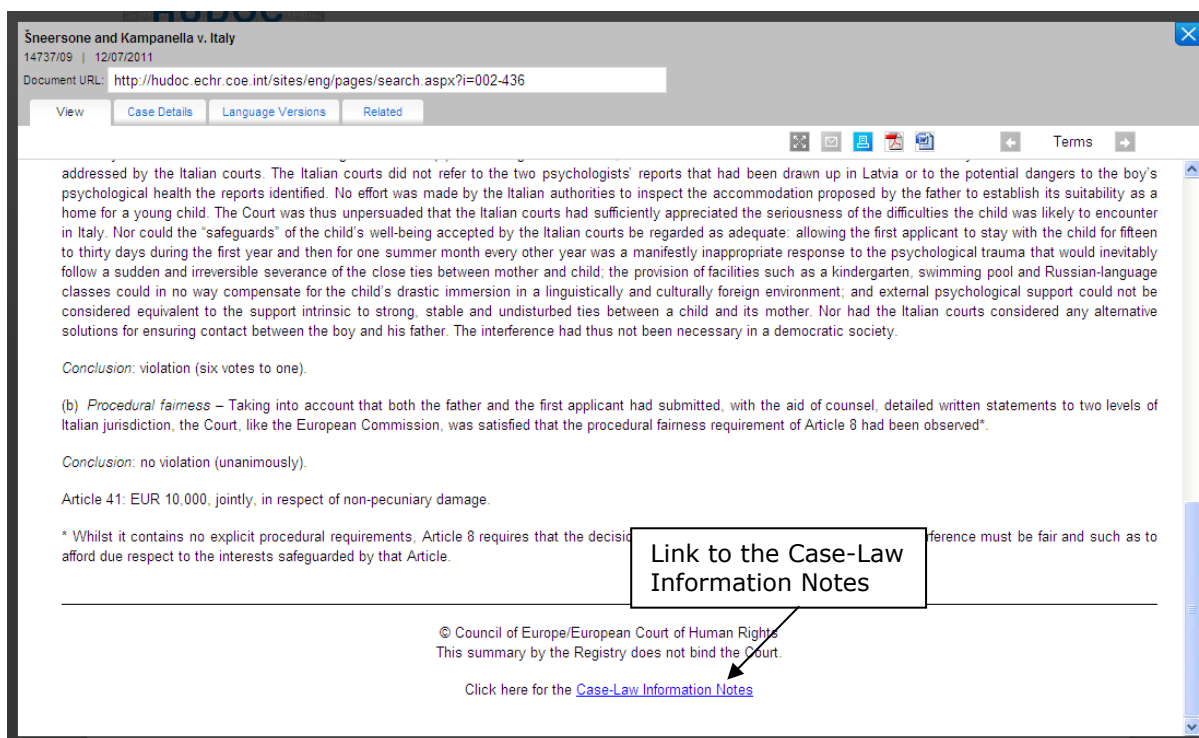 HUDOC
Šneersone and Kampanella v. Italy
14737/09 | 12/07/2011
Document URL: http://hudoc.echr.coe.int/sites/eng/pages/search.aspx?i=002-436
View Case Details Language Versions Related
Terms
addressed by the Italian courts. The Italian courts did not refer to the two psychologists' reports that had been drawn up in Latvia or to the potential dangers to the boy's
psychological health the reports identified. No effort was made by the Italian authorities to inspect the accommodation proposed by the father to establish its suitability as a
home for a young child. The Court was thus unpersuaded that the Italian courts had sufficiently appreciated the seriousness of the difficulties the child was likely to encounter
in Italy. Nor could the “safeguards” of the child's well-being accepted by the Italian courts be regarded as adequate: allowing the first applicant to stay with the child for fifteen
to thirty days during the first year and then for one summer month every other year was a manifestly inappropriate response to the psychological trauma that would inevitably
follow a sudden and irreversible severance of the close ties between mother and child; the provision of facilities such as a kindergarten, swimming pool and Russian-language
classes could in no way compensate for the child's drastic immersion in a linguistically and culturally foreign environment; and external psychological support could not be
considered equivalent to the support intrinsic to strong, stable and undisturbed ties between a child and its mother. Nor had the Italian courts considered any alternative
solutions for ensuring contact between the boy and his father. The interference had thus not been necessary in a democratic society.
Conclusion: violation (six votes to one).
(b) Procedural fairness – Taking into account that both the father and the first applicant had submitted, with the aid of counsel, detailed written statements to two levels of
Italian jurisdiction, the Court, like the European Commission, was satisfied that the procedural fairness requirement of Article 8 had been observed*.
Conclusion: no violation (unanimously).
Article 41: EUR 10,000, jointly, in respect of non-pecuniary damage.
* Whilst it contains no explicit procedural requirements, Article 8 requires that the must be fair and such as to
afford due respect to the interests safeguarded by that Article.
Link to the Case-Law
Information Notes
© Council of Europe/European Court of Human Rights
This summary by the Registry does not bind the Court.
Click here for the Case-Law Information Notes